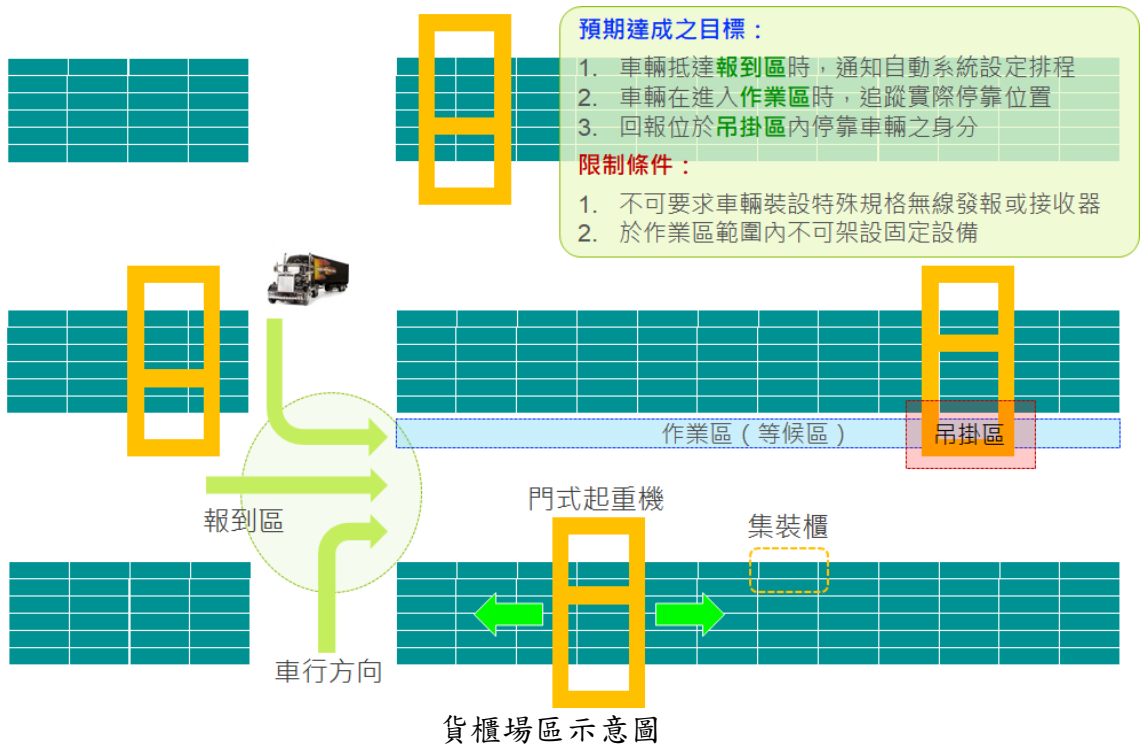 預期達成之目標：
1. 車輛抵達報到區時，通知自動系統設定排程
2. 車輛在進入作業區時，追蹤實際停靠位置
3. 回報位於吊掛區內停靠車輛之身分
限制條件：
1. 不可要求車輛裝設特殊規格無線發報或接收器
2. 於作業區範圍內不可架設固定設備
作業區（等候區）
吊掛區
報到區
門式起重機
集裝櫃
車行方向
貨櫃場區示意圖